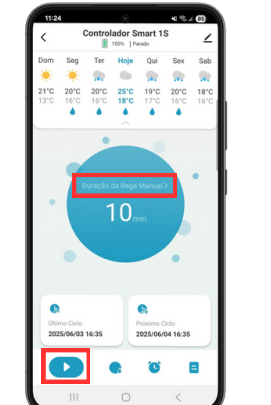 11:24
Controlador Smart 1S
100% | Parado
Dom Seg Ter Hoje Qui Sex Sab
21°C 20°C 20°C 25°C 19°C 20°C 18°C
13°C 16°C 16°C 18°C 17°C 16°C 16°C
Duração da Rega Manual >
10 min
Último Ciclo
2025/06/03 16:35
Próximo Ciclo
2025/06/04 16:35